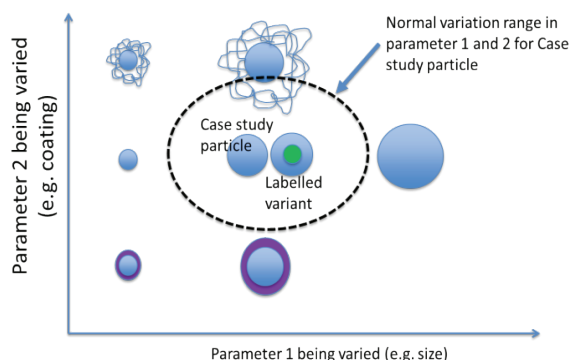 Normal variation range in
parameter 1 and 2 for Case
study particle
Parameter 2 being varied
(e.g. coating)
Case study
particle
Labelled
variant
Parameter 1 being varied (e.g. size)